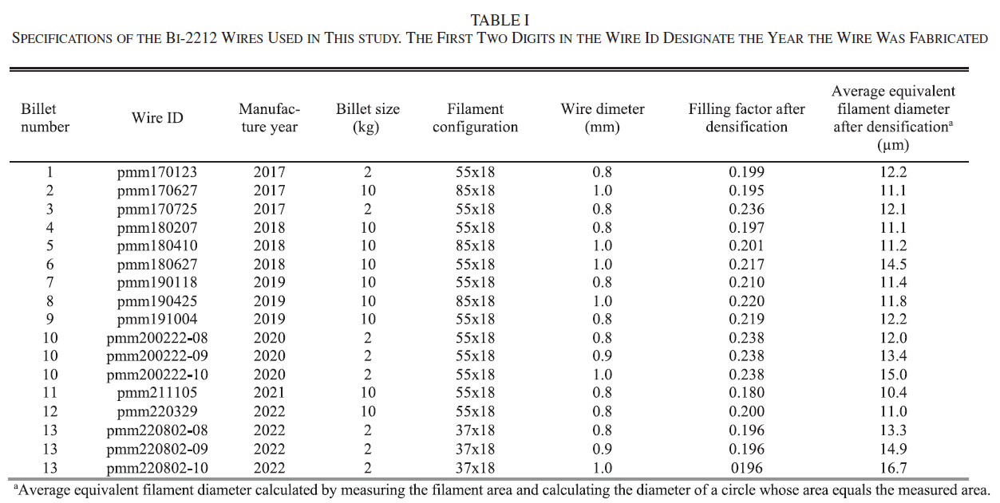 TABLE I
SPECIFICATIONS OF THE BI-2212 WIRES USED IN THIS STUDY. THE FIRST TWO DIGITS IN THE WIRE ID DESIGNATE THE YEAR THE WIRE WAS FABRICATED
Billet number Wire ID Manufac-ture year Billet size (kg) Filament configuration Wire dimeter (mm) Filling factor after densification Average equivalent filament diameter after densificationᵃ (µm)
1 pmm170123 2017 2 55x18 0.8 0.199 12.2
2 pmm170627 2017 10 85x18 1.0 0.195 11.1
3 pmm170725 2017 2 55x18 0.8 0.236 12.1
4 pmm180207 2018 10 55x18 0.8 0.197 11.1
5 pmm180410 2018 10 85x18 1.0 0.201 11.2
6 pmm180627 2018 10 55x18 1.0 0.217 14.5
7 pmm190118 2019 10 55x18 0.8 0.210 11.4
8 pmm190425 2019 10 85x18 1.0 0.220 11.8
9 pmm191004 2019 10 55x18 0.8 0.219 12.2
10 pmm200222-08 2020 2 55x18 0.8 0.238 12.0
10 pmm200222-09 2020 2 55x18 0.9 0.238 13.4
10 pmm200222-10 2020 2 55x18 1.0 0.238 15.0
11 pmm211105 2021 10 55x18 0.8 0.180 10.4
12 pmm220329 2022 10 55x18 0.8 0.200 11.0
13 pmm220802-08 2022 2 37x18 0.8 0.196 13.3
13 pmm220802-09 2022 2 37x18 0.9 0.196 14.9
13 pmm220802-10 2022 2 37x18 1.0 0196 16.7
ᵃAverage equivalent filament diameter calculated by measuring the filament area and calculating the diameter of a circle whose area equals the measured area.